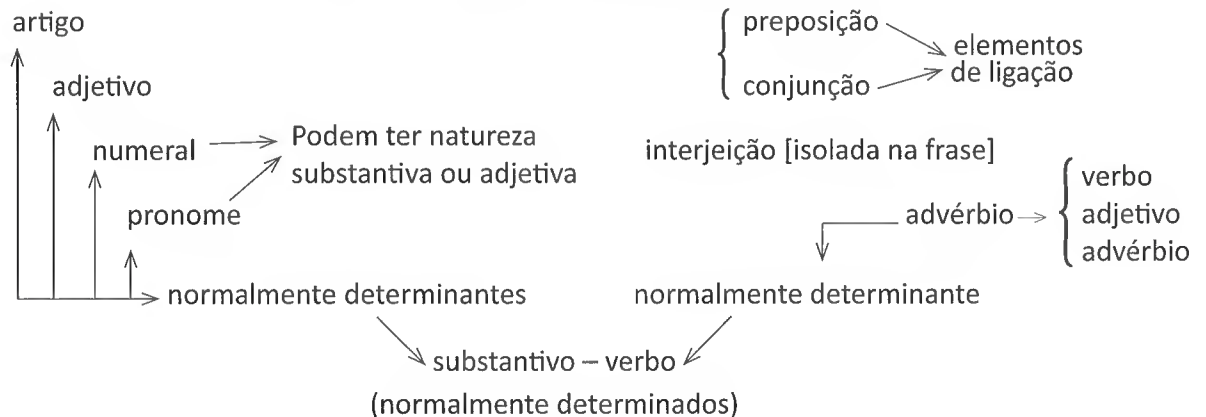 artigo
adjetivo
numeral
pronome
Podem ter natureza
substantiva ou adjetiva
normalmente determinantes
preposição
conjunção
elementos
de ligação
interjeição [isolada na frase]
advérbio
verbo
adjetivo
advérbio
normalmente determinante
substantivo – verbo
(normalmente determinados)